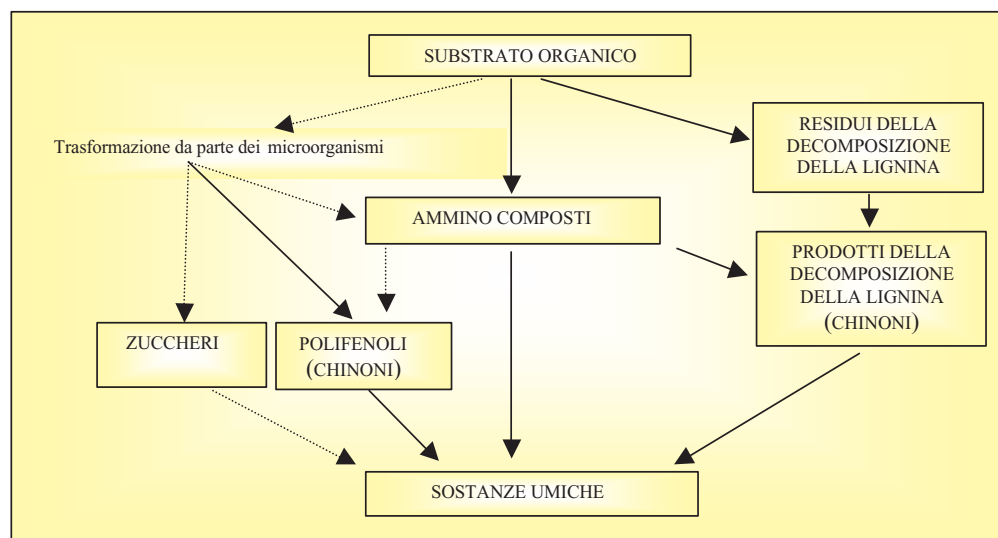 SUBSTRATO ORGANICO
Trasformazione da parte dei microorganismi
RESIDUI DELLA
DECOMPOSIZIONE
DELLA LIGNINA
AMMINO COMPOSTI
PRODOTTI DELLA
DECOMPOSIZIONE
DELLA LIGNINA
(CHINONI)
ZUCCHERI
POLIFENOLI
(CHINONI)
SOSTANZE UMICHE